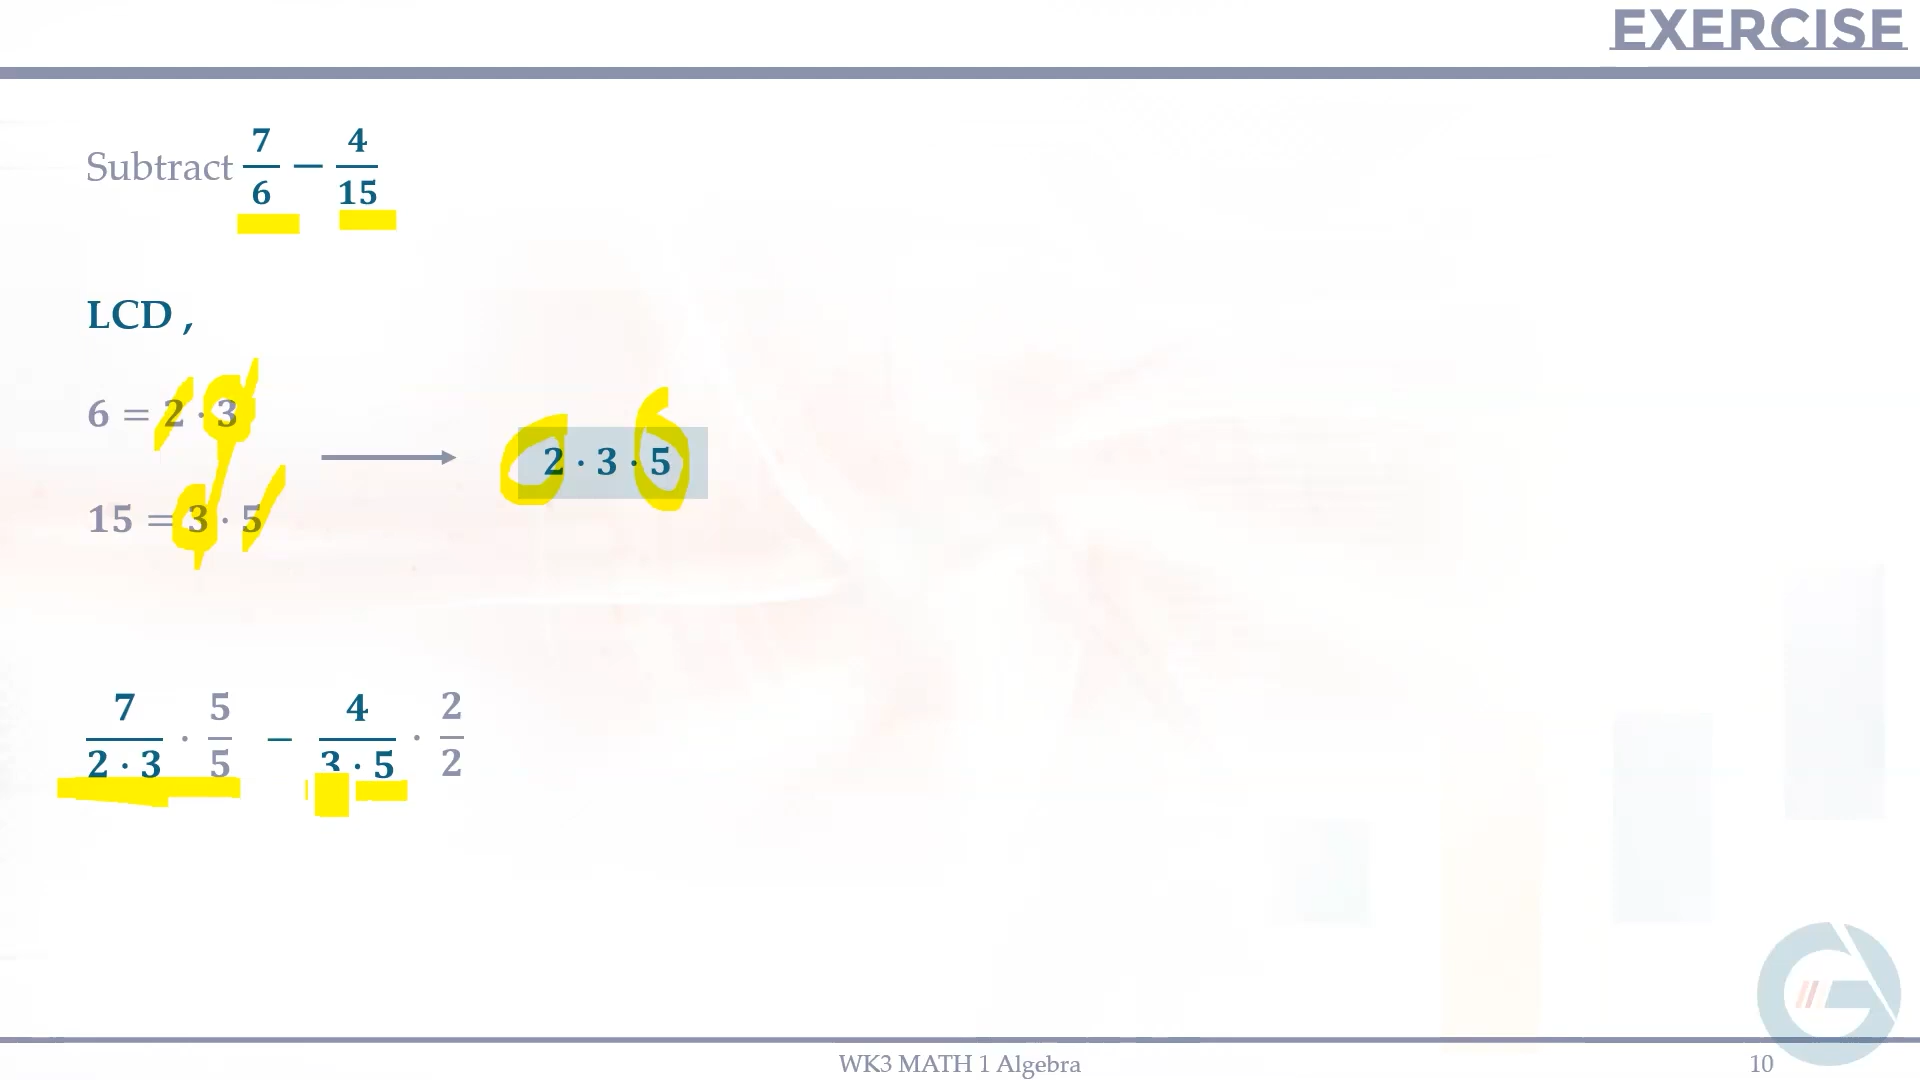 EXERCISE
Subtract 7/6 − 4/15
LCD ,
6 = 2 · 3
2 · 3 · 5
15 = 3 · 5
7/(2 · 3) · 5/5 − 4/(3 · 5) · 2/2
WK3 MATH 1 Algebra
10